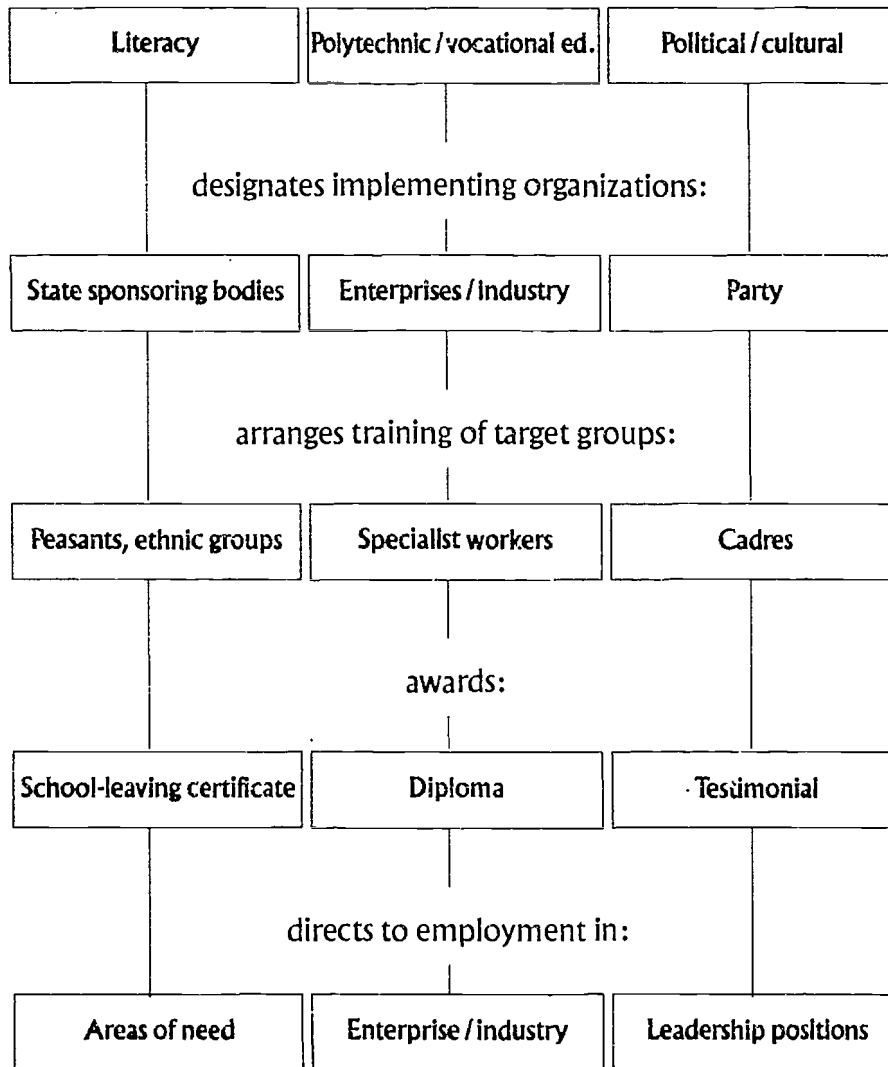 Literacy
Polytechnic / vocational ed.
Political / cultural
designates implementing organizations:
State sponsoring bodies
Enterprises / industry
Party
arranges training of target groups:
Peasants, ethnic groups
Specialist workers
Cadres
awards:
School-leaving certificate
Diploma
Testimonial
directs to employment in:
Areas of need
Enterprise / industry
Leadership positions